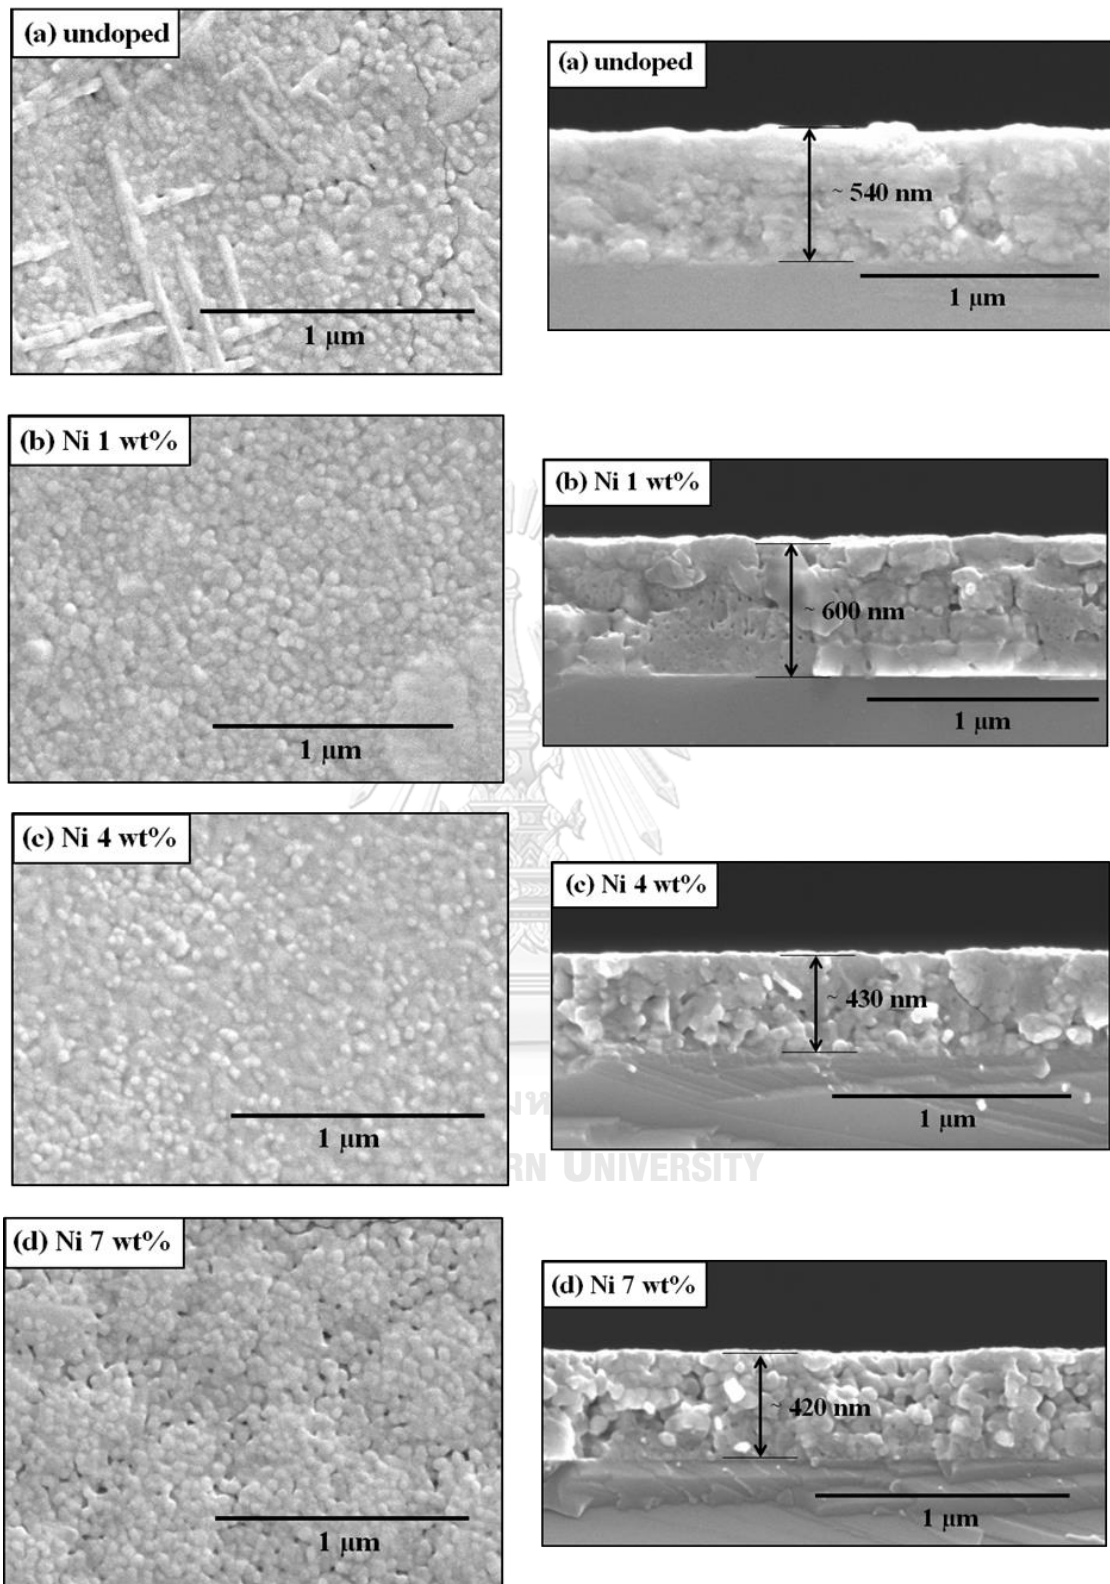 (a) undoped
1 μm
(a) undoped
~ 540 nm
1 μm
(b) Ni 1 wt%
1 μm
(b) Ni 1 wt%
~ 600 nm
1 μm
(c) Ni 4 wt%
1 μm
(c) Ni 4 wt%
~ 430 nm
1 μm
RN UNIVERSITY
(d) Ni 7 wt%
1 μm
(d) Ni 7 wt%
~ 420 nm
1 μm